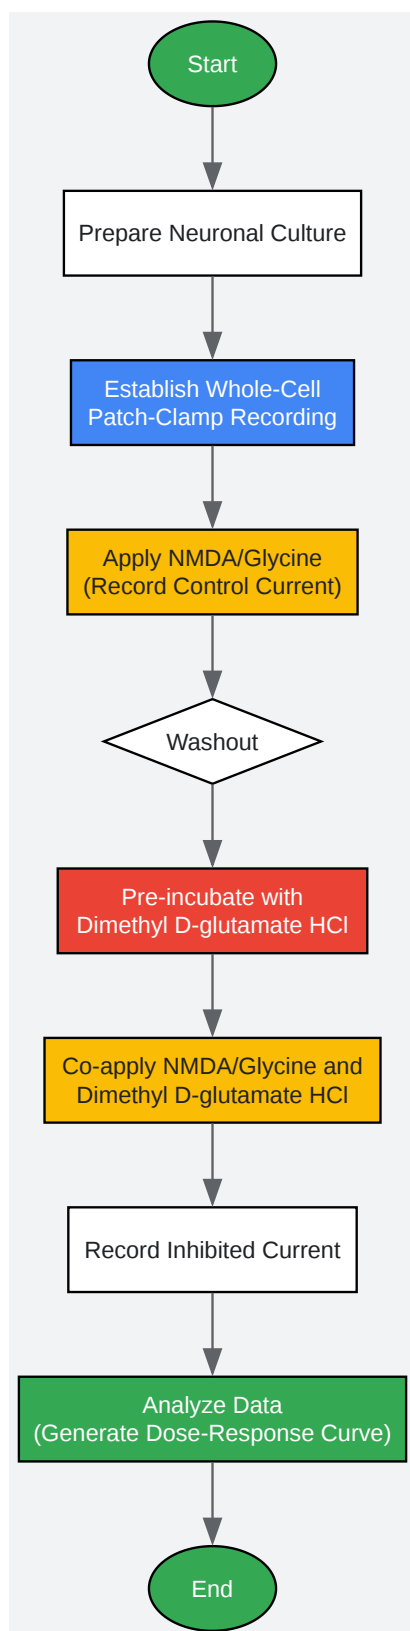 Start
Prepare Neuronal Culture
Establish Whole-Cell
Patch-Clamp Recording
Apply NMDA/Glycine
(Record Control Current)
Washout
Pre-incubate with
Dimethyl D-glutamate HCl
Co-apply NMDA/Glycine and
Dimethyl D-glutamate HCl
Record Inhibited Current
Analyze Data
(Generate Dose-Response Curve)
End